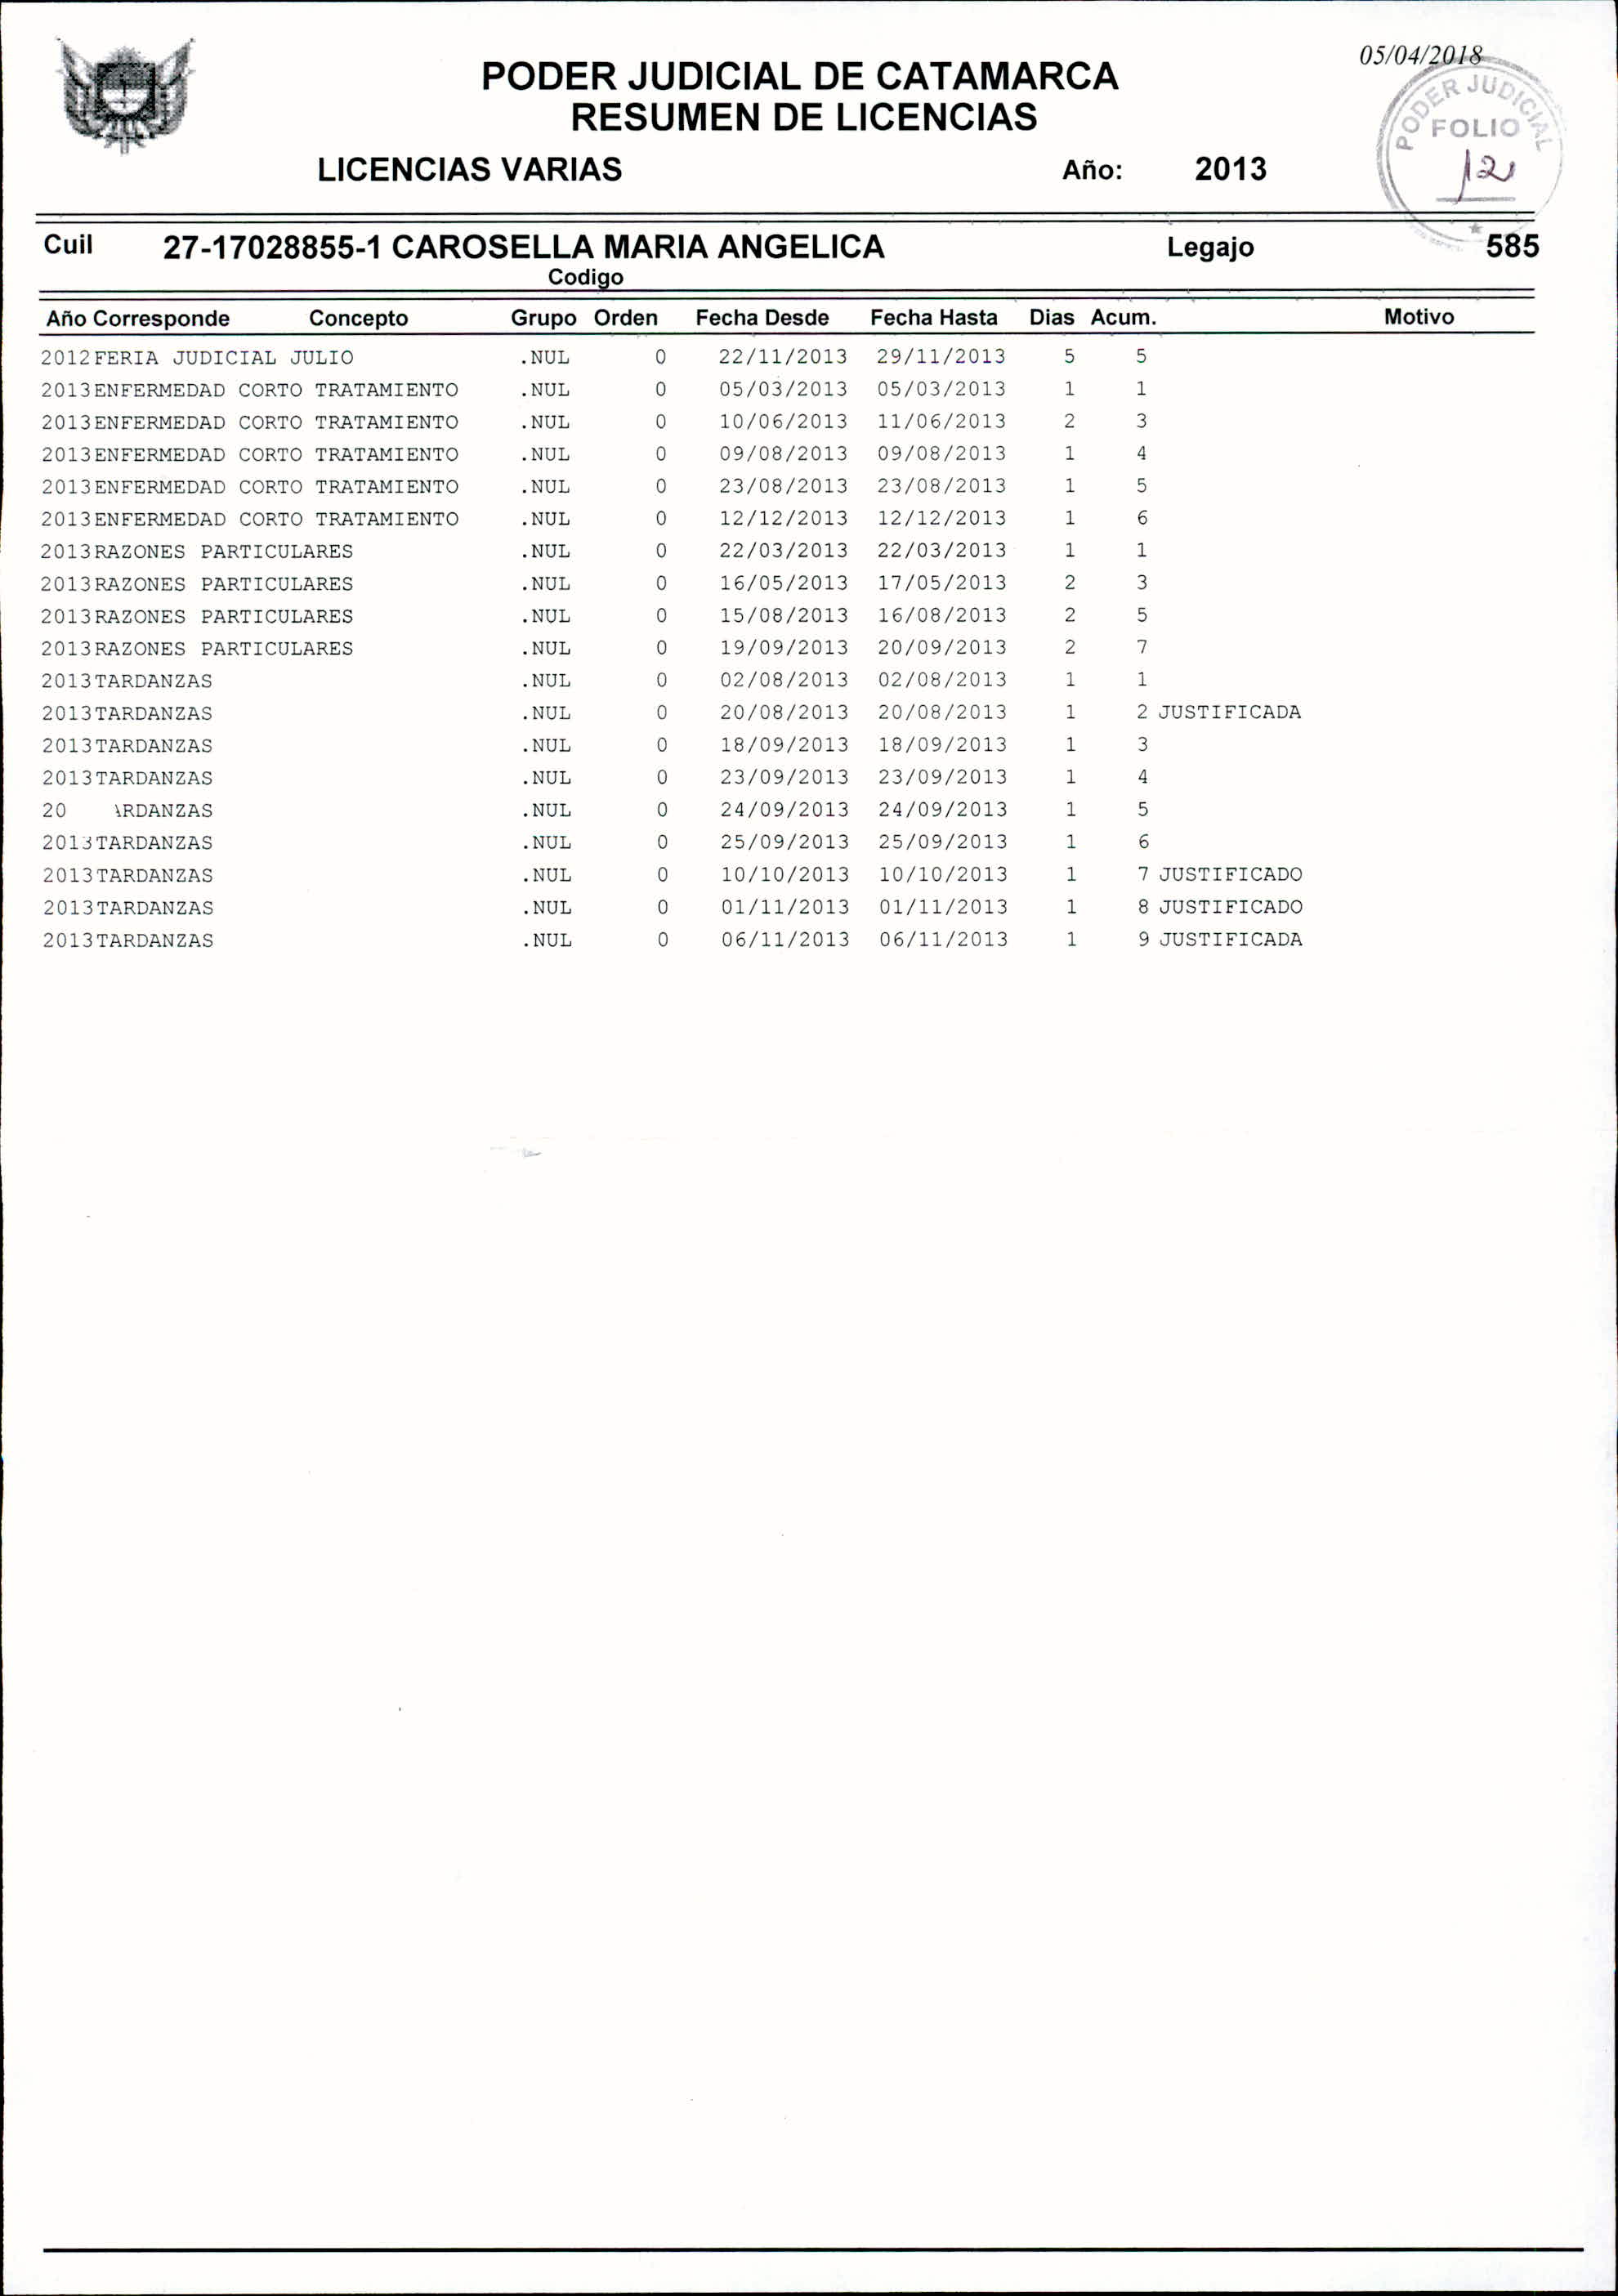 05/04/2018
PODER JUDICIAL DE CATAMARCA
RESUMEN DE LICENCIAS
PODER JUDICIAL
FOLIO
12
LICENCIAS VARIAS Año: 2013
Cuil 27-17028855-1 CAROSELLA MARIA ANGELICA Legajo 585
Codigo
Año Corresponde Concepto Grupo Orden Fecha Desde Fecha Hasta Dias Acum. Motivo
2012 FERIA JUDICIAL JULIO .NUL 0 22/11/2013 29/11/2013 5 5
2013 ENFERMEDAD CORTO TRATAMIENTO .NUL 0 05/03/2013 05/03/2013 1 1
2013 ENFERMEDAD CORTO TRATAMIENTO .NUL 0 10/06/2013 11/06/2013 2 3
2013 ENFERMEDAD CORTO TRATAMIENTO .NUL 0 09/08/2013 09/08/2013 1 4
2013 ENFERMEDAD CORTO TRATAMIENTO .NUL 0 23/08/2013 23/08/2013 1 5
2013 ENFERMEDAD CORTO TRATAMIENTO .NUL 0 12/12/2013 12/12/2013 1 6
2013 RAZONES PARTICULARES .NUL 0 22/03/2013 22/03/2013 1 1
2013 RAZONES PARTICULARES .NUL 0 16/05/2013 17/05/2013 2 3
2013 RAZONES PARTICULARES .NUL 0 15/08/2013 16/08/2013 2 5
2013 RAZONES PARTICULARES .NUL 0 19/09/2013 20/09/2013 2 7
2013 TARDANZAS .NUL 0 02/08/2013 02/08/2013 1 1
2013 TARDANZAS .NUL 0 20/08/2013 20/08/2013 1 2 JUSTIFICADA
2013 TARDANZAS .NUL 0 18/09/2013 18/09/2013 1 3
2013 TARDANZAS .NUL 0 23/09/2013 23/09/2013 1 4
20 ARDANZAS .NUL 0 24/09/2013 24/09/2013 1 5
2013 TARDANZAS .NUL 0 25/09/2013 25/09/2013 1 6
2013 TARDANZAS .NUL 0 10/10/2013 10/10/2013 1 7 JUSTIFICADO
2013 TARDANZAS .NUL 0 01/11/2013 01/11/2013 1 8 JUSTIFICADO
2013 TARDANZAS .NUL 0 06/11/2013 06/11/2013 1 9 JUSTIFICADA